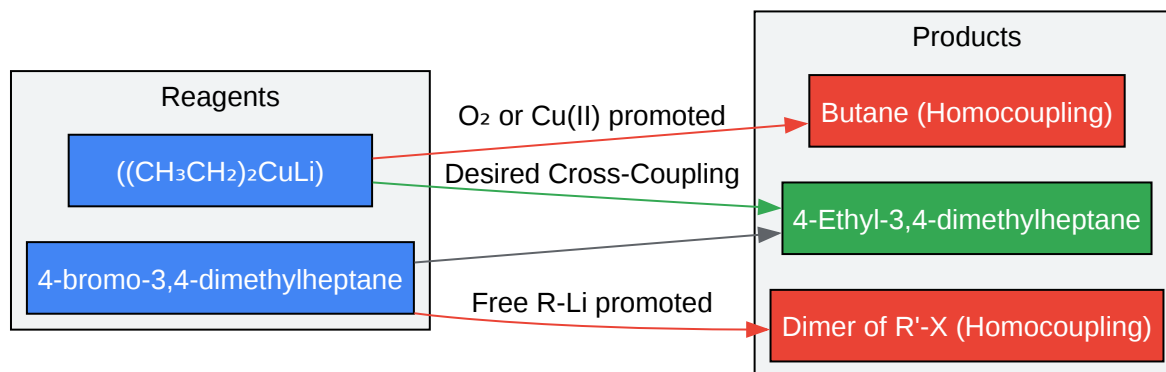 Products
Reagents
Butane (Homocoupling)
O₂ or Cu(II) promoted
((CH₃CH₂)₂CuLi)
Desired Cross-Coupling
4-Ethyl-3,4-dimethylheptane
4-bromo-3,4-dimethylheptane
Free R-Li promoted
Dimer of R'-X (Homocoupling)